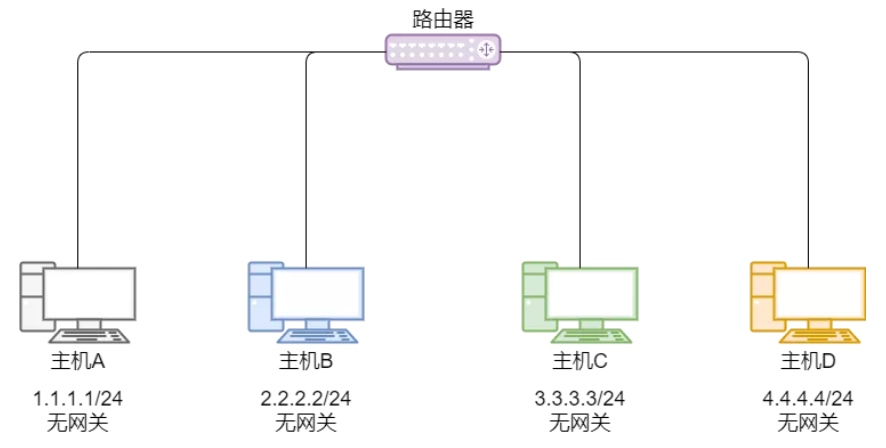 路由器
主机A
主机B
主机C
主机D
1.1.1.1/24
2.2.2.2/24
3.3.3.3/24
4.4.4.4/24
无网关
无网关
无网关
无网关